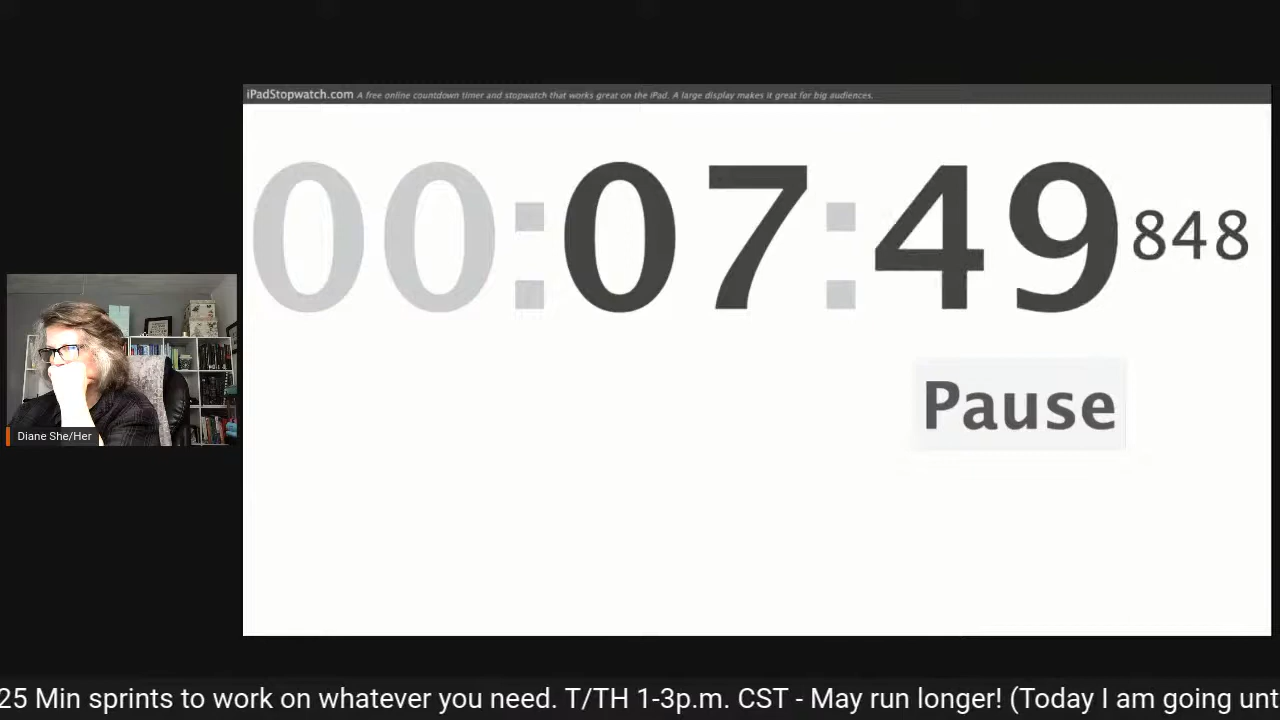 iPadStopwatch.com A free online countdown timer and stopwatch that works great on the iPad. A large display makes it great for big audiences.
00:07:49 848
Pause
Diane She/Her
25 Min sprints to work on whatever you need. T/TH 1-3p.m. CST - May run longer! (Today I am going unt